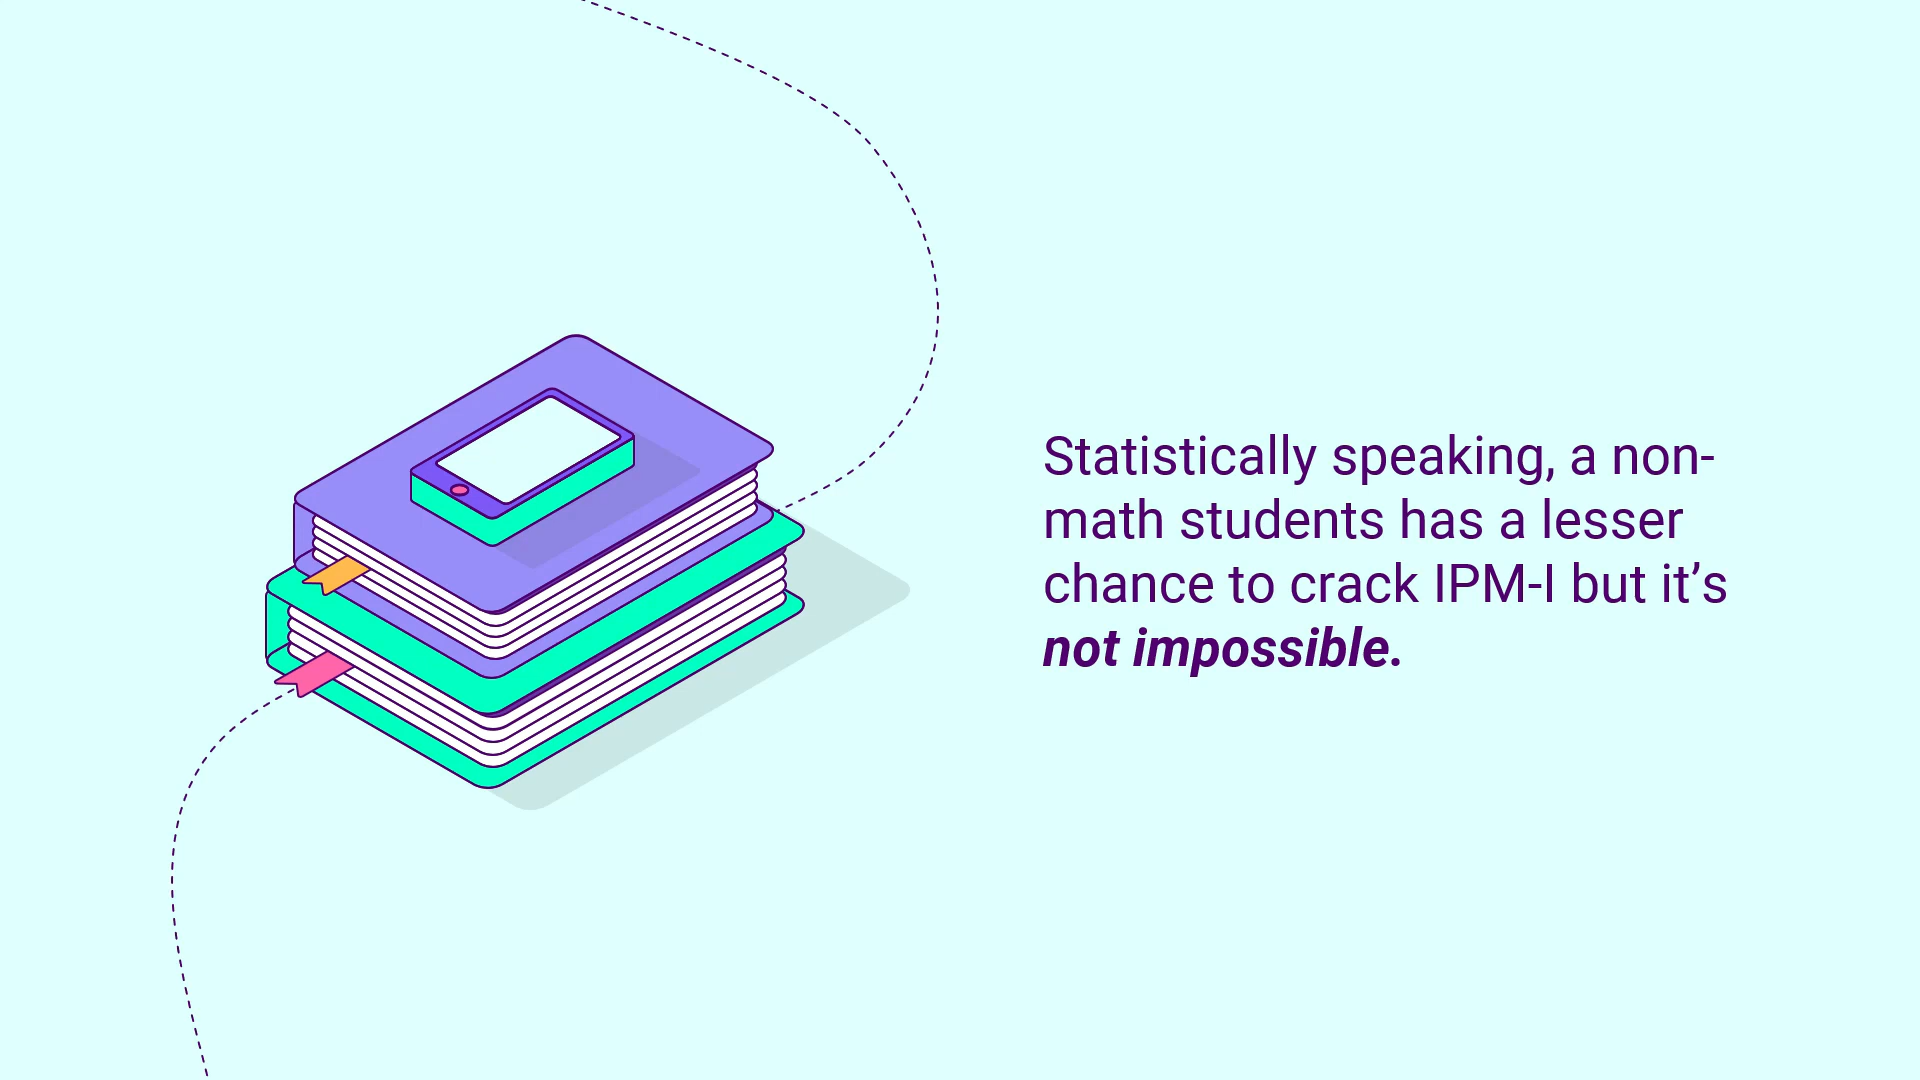 Statistically speaking, a non-
math students has a lesser
chance to crack IPM-I but it’s
not impossible.